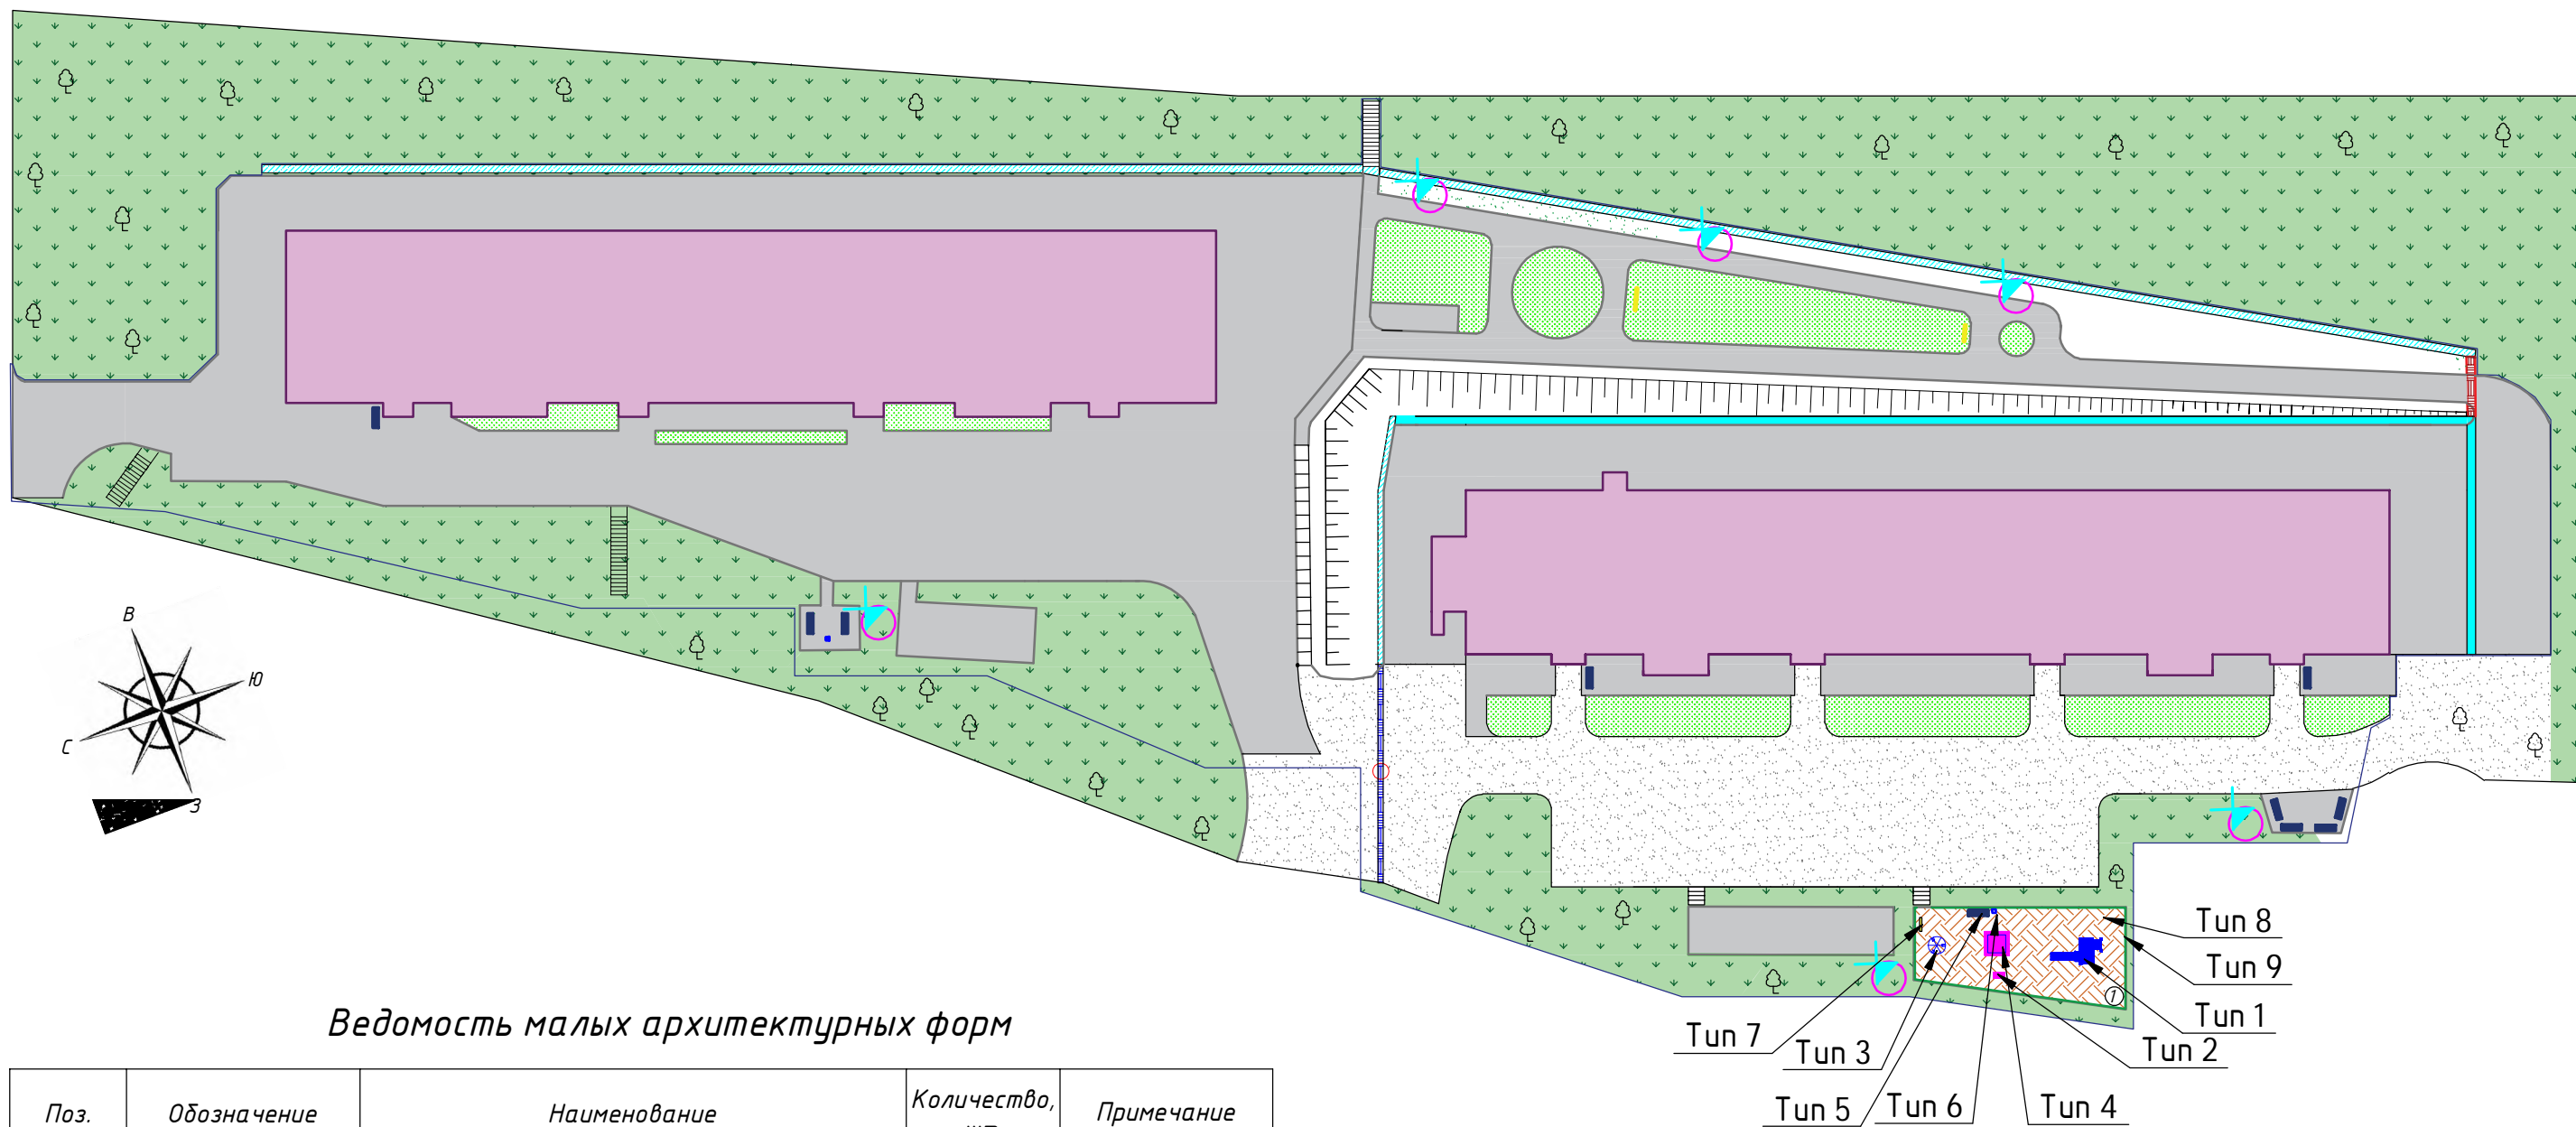 В
Ю
С
З
Тип 8
Тип 9
1
Тип 1
Тип 7
Тип 3
Тип 2
Тип 5
Тип 6
Тип 4
Ведомость малых архитектурных форм
Поз.
Обозначение
Наименование
Количество,
Примечание